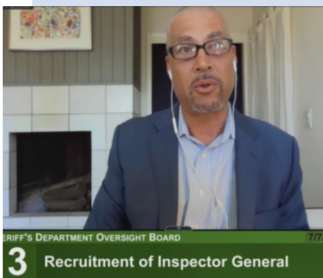 ERIFF'S DEPARTMENT OVERSIGHT BOARD 7/7
3 Recruitment of Inspector General